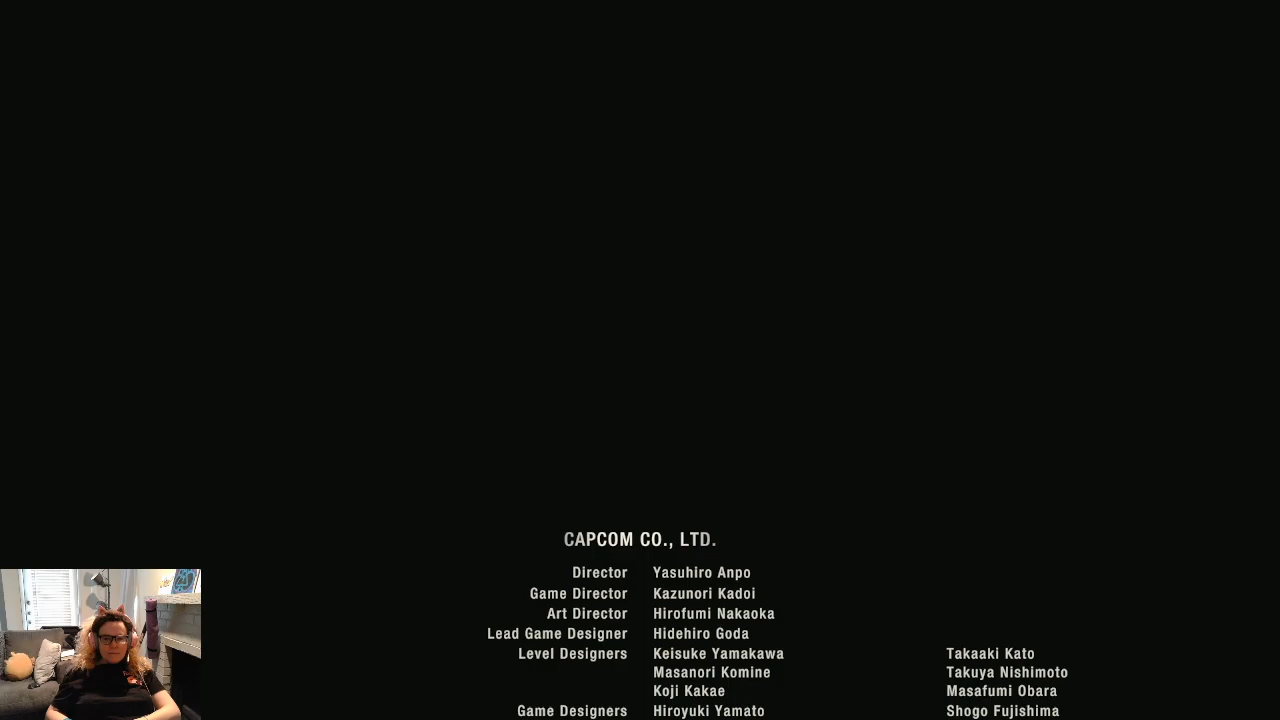 CAPCOM CO., LTD.
Director Yasuhiro Anpo
Game Director Kazunori Kadoi
Art Director Hirofumi Nakaoka
Lead Game Designer Hidehiro Goda
Level Designers Keisuke Yamakawa Takaaki Kato
Masanori Komine Takuya Nishimoto
Koji Kakae Masafumi Obara
Game Designers Hiroyuki Yamato Shogo Fujishima